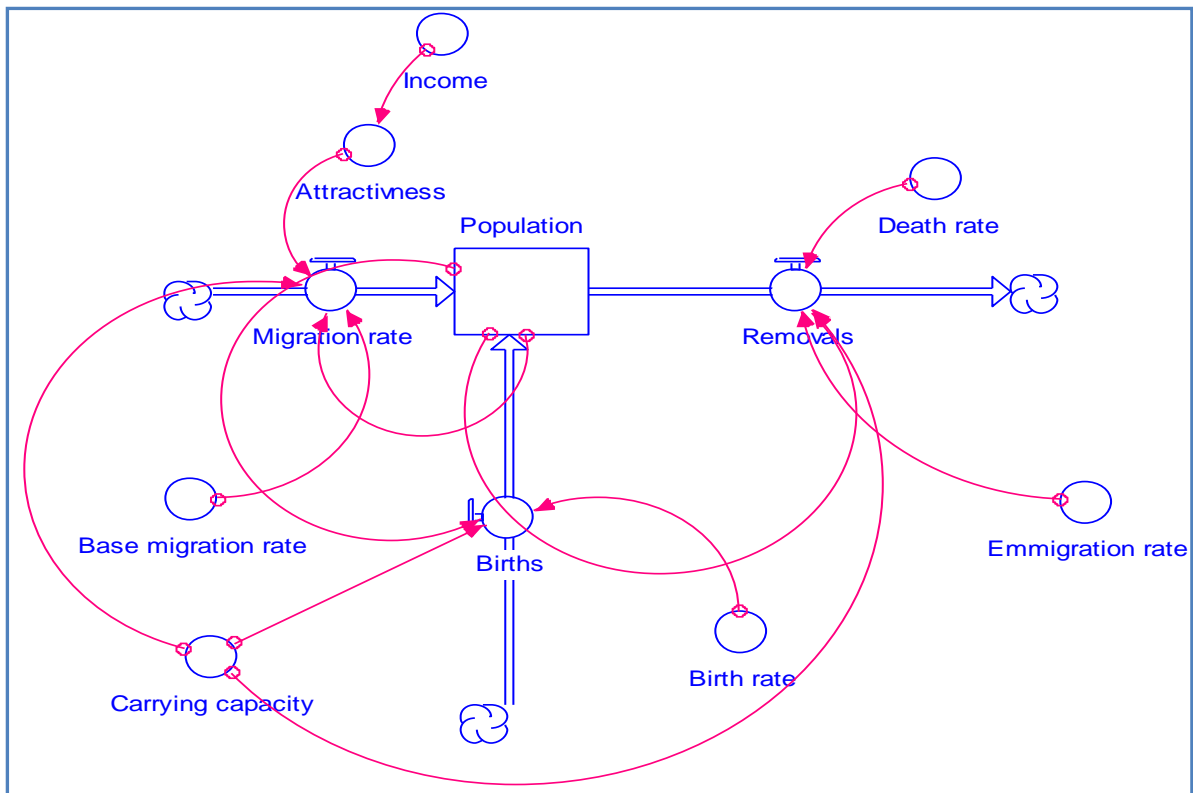 Income
Attractivness
Population
Death rate
Migration rate
Removals
Base migration rate
Births
Emmigration rate
Birth rate
Carrying capacity